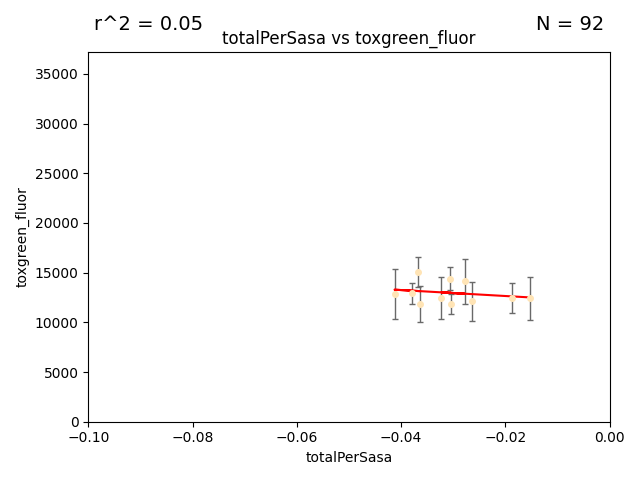 r^2 = 0.05
N = 92
totalPerSasa vs toxgreen_fluor
35000
30000
25000
20000
15000
10000
5000
0
toxgreen_fluor
−0.10
−0.08
−0.06
−0.04
−0.02
0.00
totalPerSasa